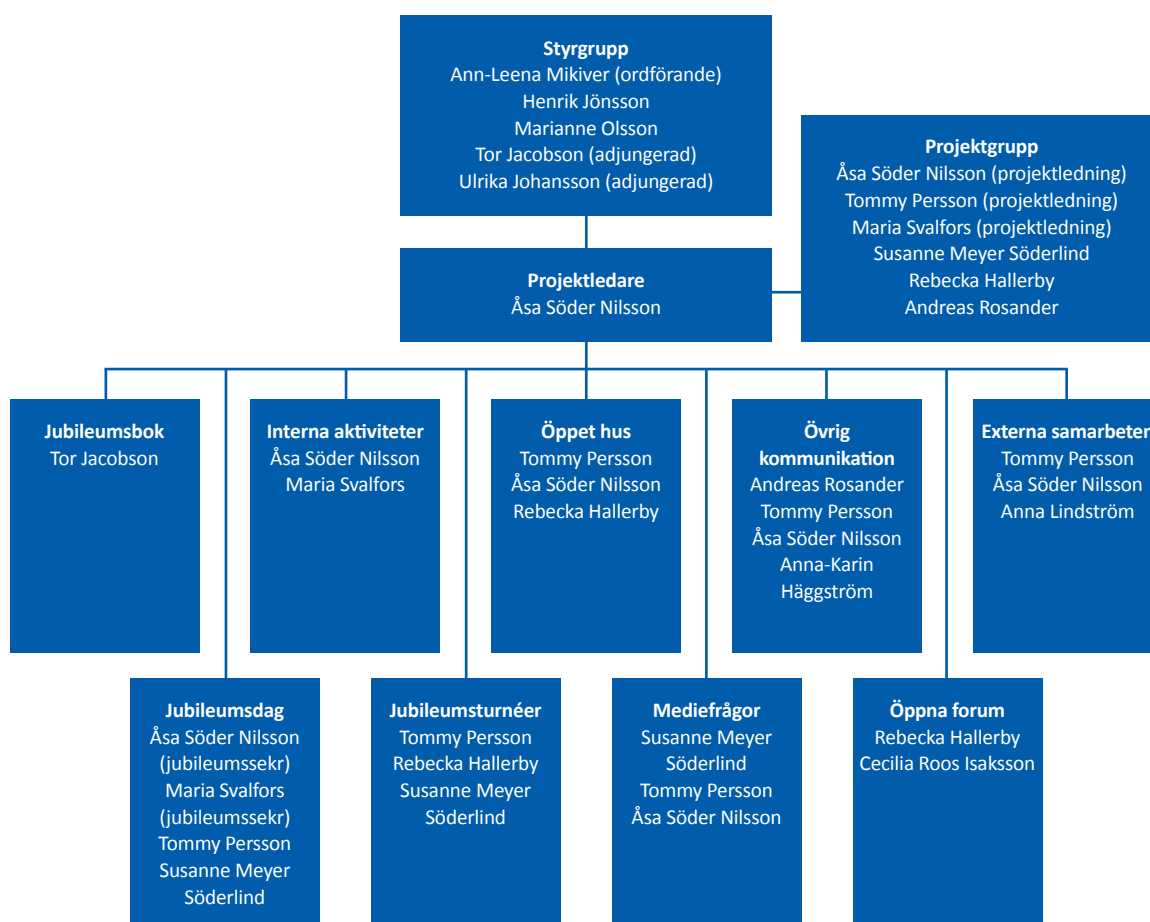 Styrgrupp
Ann-Leena Mikiver (ordförande)
Henrik Jönsson
Marianne Olsson
Tor Jacobson (adjungerad)
Ulrika Johansson (adjungerad)
Projektgrupp
Åsa Söder Nilsson (projektledning)
Tommy Persson (projektledning)
Maria Svalfors (projektledning)
Susanne Meyer Söderlind
Rebecka Hallerby
Andreas Rosander
Projektledare
Åsa Söder Nilsson
Jubileumsbok
Tor Jacobson
Interna aktiviteter
Åsa Söder Nilsson
Maria Svalfors
Öppet hus
Tommy Persson
Åsa Söder Nilsson
Rebecka Hallerby
Övrig
kommunikation
Andreas Rosander
Tommy Persson
Åsa Söder Nilsson
Anna-Karin
Häggström
Externa samarbeten
Tommy Persson
Åsa Söder Nilsson
Anna Lindström
Jubileumsdag
Åsa Söder Nilsson
(jubileumssekr)
Maria Svalfors
(jubileumssekr)
Tommy Persson
Susanne Meyer
Söderlind
Jubileumsturnéer
Tommy Persson
Rebecka Hallerby
Susanne Meyer
Söderlind
Mediefrågor
Susanne Meyer
Söderlind
Tommy Persson
Åsa Söder Nilsson
Öppna forum
Rebecka Hallerby
Cecilia Roos Isaksson